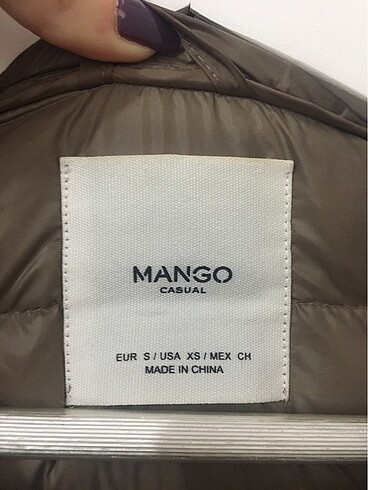 MANGO
CASUAL
EUR S / USA XS / MEX CH
MADE IN CHINA